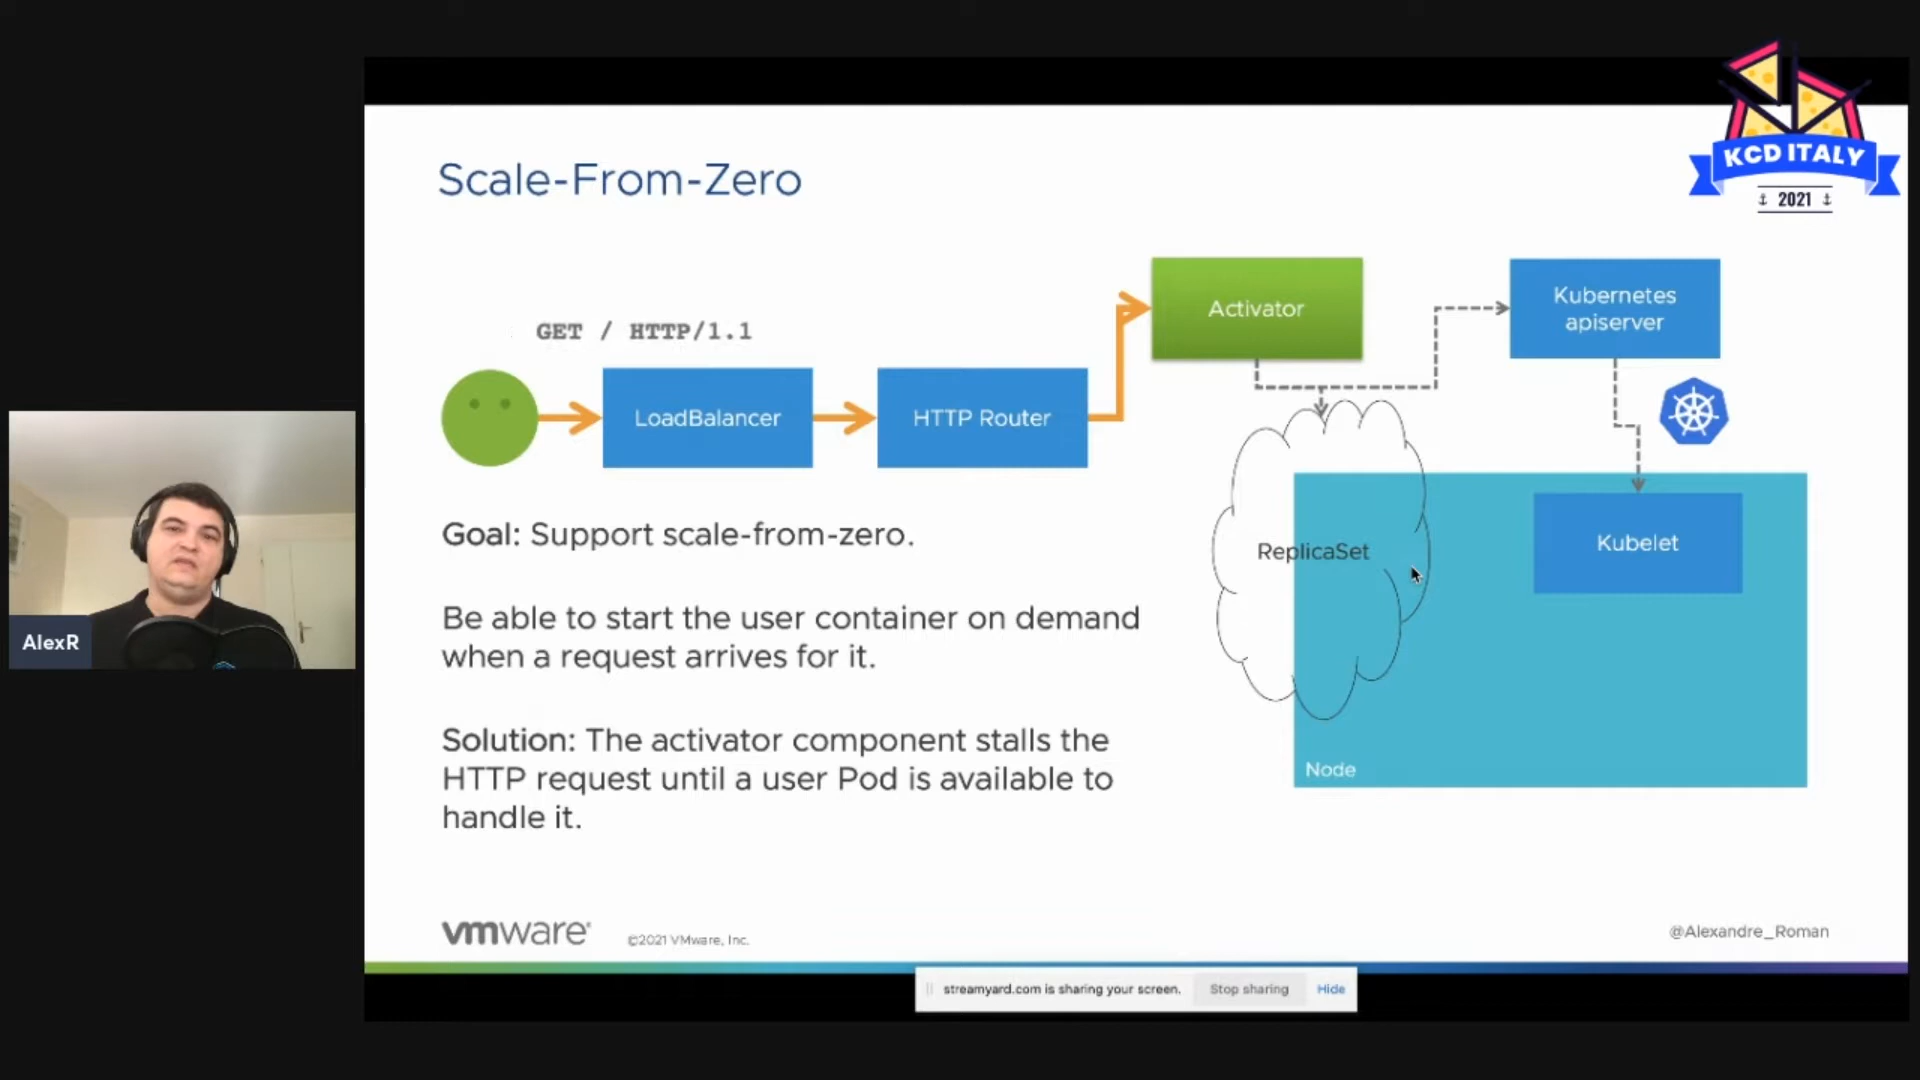 KCD ITALY
2021
Scale-From-Zero
GET / HTTP/1.1
LoadBalancer
HTTP Router
Activator
Kubernetes
apiserver
ReplicaSet
Kubelet
Node
Goal: Support scale-from-zero.
Be able to start the user container on demand
when a request arrives for it.
Solution: The activator component stalls the
HTTP request until a user Pod is available to
handle it.
AlexR
vmware®
©2021 VMware, Inc.
@Alexandre_Roman
streamyard.com is sharing your screen.
Stop sharing
Hide